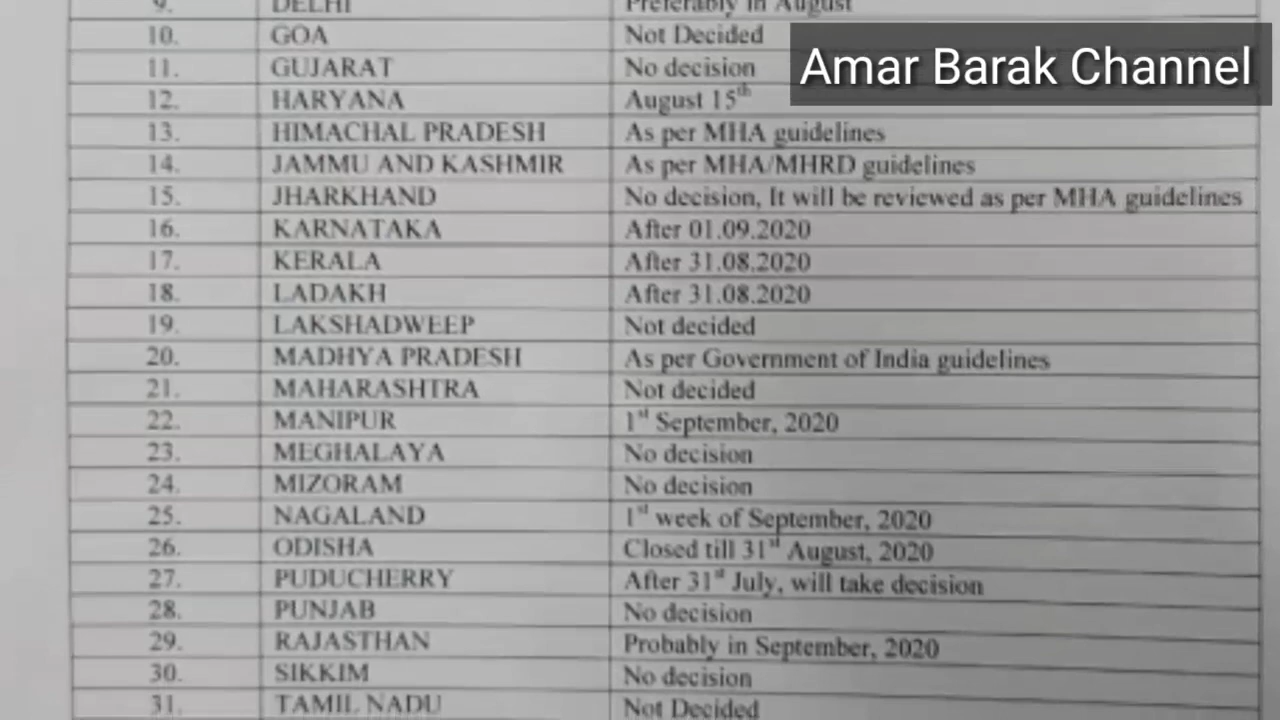 9. DELHI Preferably in August
10. GOA Not Decided
Amar Barak Channel
11. GUJARAT No decision
12. HARYANA August 15th
13. HIMACHAL PRADESH As per MHA guidelines
14. JAMMU AND KASHMIR As per MHA/MHRD guidelines
15. JHARKHAND No decision, It will be reviewed as per MHA guidelines
16. KARNATAKA After 01.09.2020
17. KERALA After 31.08.2020
18. LADAKH After 31.08.2020
19. LAKSHADWEEP Not decided
20. MADHYA PRADESH As per Government of India guidelines
21. MAHARASHTRA Not decided
22. MANIPUR 1st September, 2020
23. MEGHALAYA No decision
24. MIZORAM No decision
25. NAGALAND 1st week of September, 2020
26. ODISHA Closed till 31st August, 2020
27. PUDUCHERRY After 31st July, will take decision
28. PUNJAB No decision
29. RAJASTHAN Probably in September, 2020
30. SIKKIM No decision
31. TAMIL NADU Not Decided